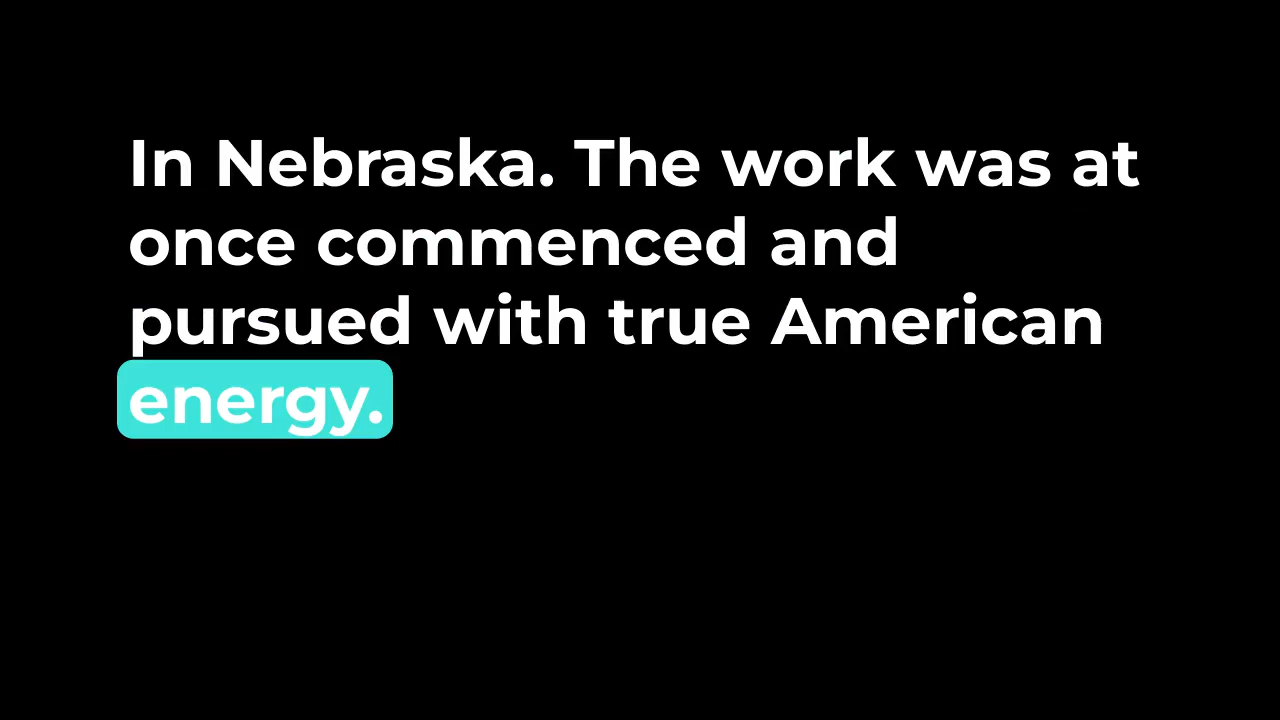 In Nebraska. The work was at
once commenced and
pursued with true American
energy.